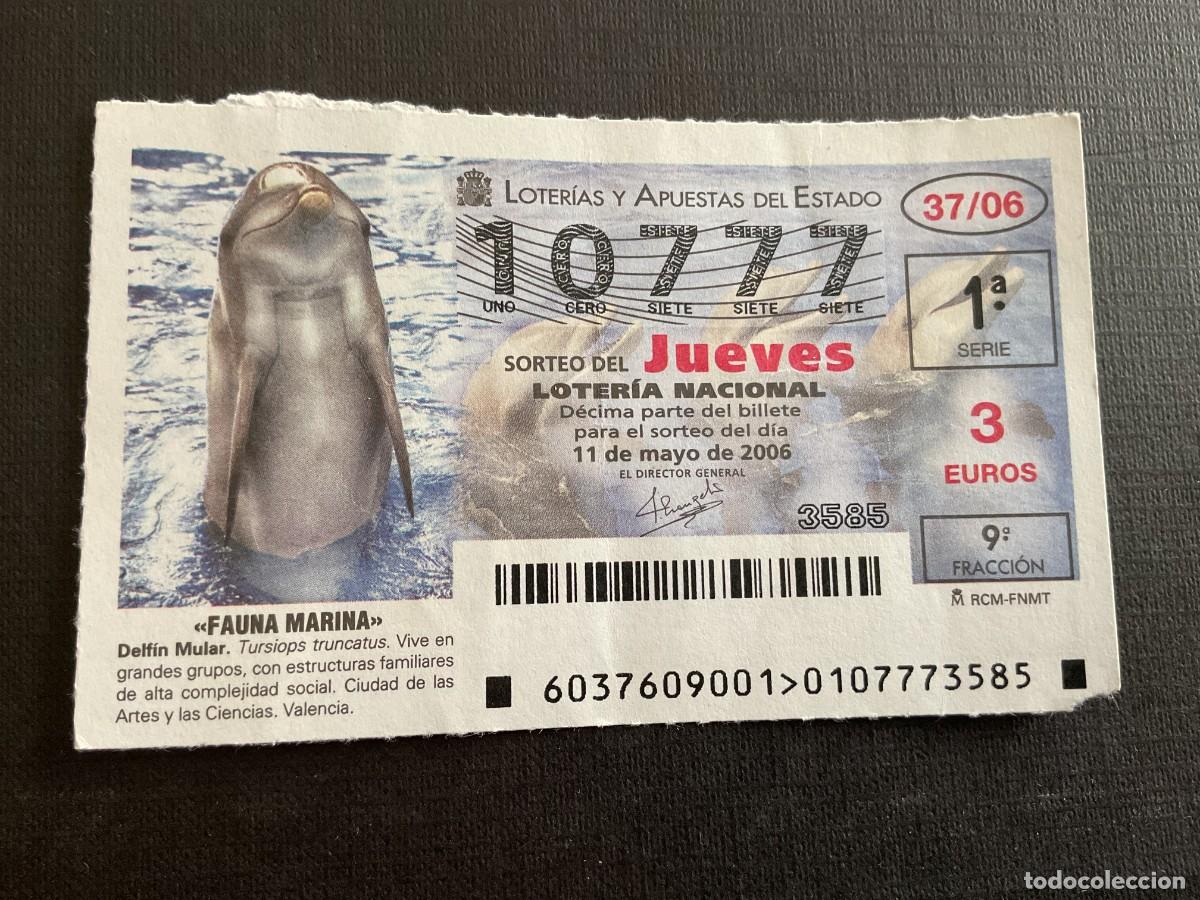 LOTERÍAS Y APUESTAS DEL ESTADO
37/06
10777
UNO CERO SIETE SIETE SIETE
1ª
SERIE
SORTEO DEL Jueves
LOTERÍA NACIONAL
Décima parte del billete
para el sorteo del día
11 de mayo de 2006
EL DIRECTOR GENERAL
3585
3
EUROS
9ª
FRACCIÓN
RCM-FNMT
«FAUNA MARINA»
Delfín Mular. Tursiops truncatus. Vive en
grandes grupos, con estructuras familiares
de alta complejidad social. Ciudad de las
Artes y las Ciencias. Valencia.
6037609001>0107773585
todocoleccion